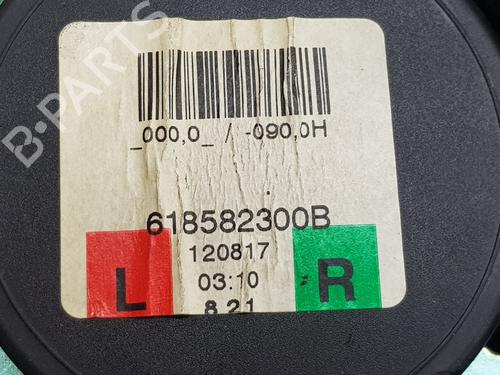 B-PARTS
_000,0_ / -090,0H
618582300B
120817
L
03:10
R
8 21